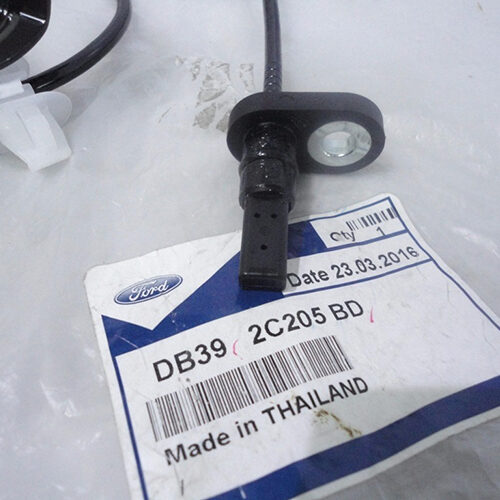 Qty 1
Date 23.03.2016
Ford
DB39 2C205 BD
Made in THAILAND